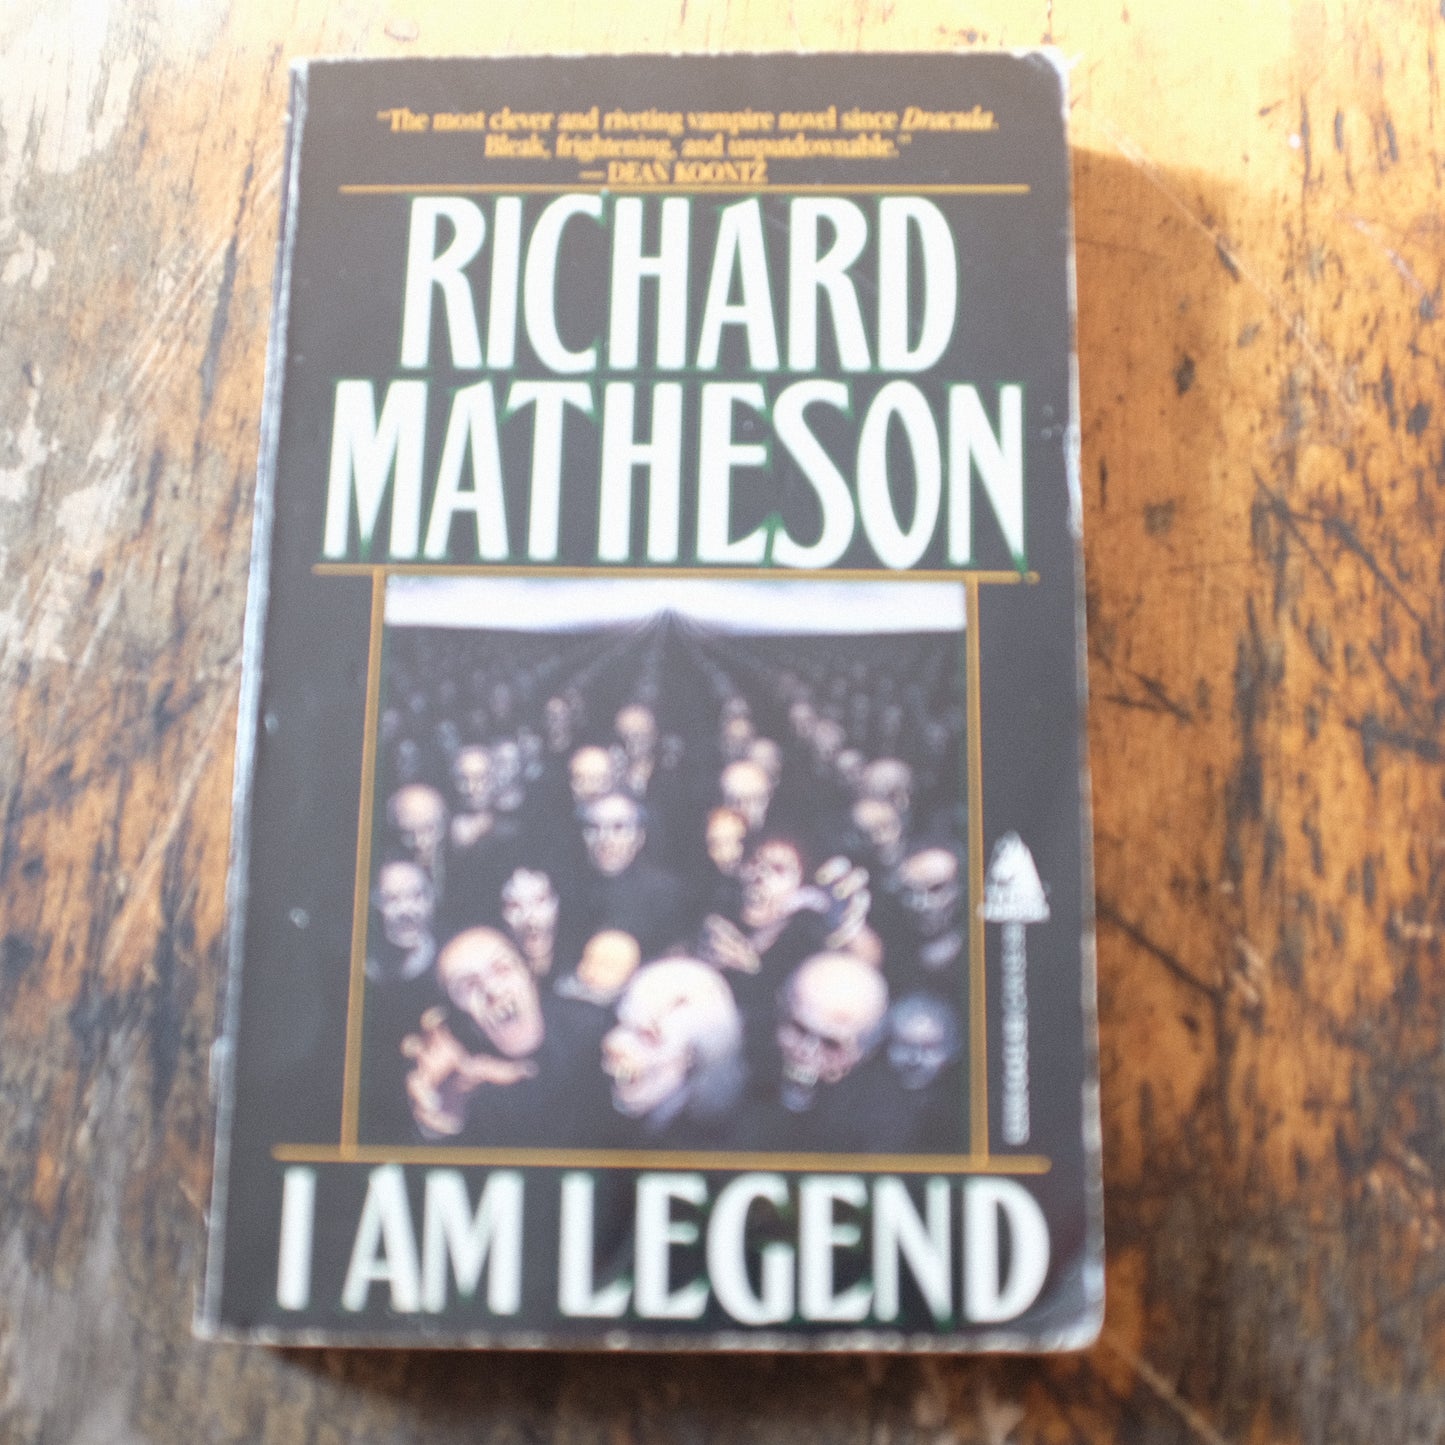 "The most clever and riveting vampire novel since Dracula.
Bleak, frightening, and unputdownable."
—DEAN KOONTZ
RICHARD
MATHESON
I AM LEGEND